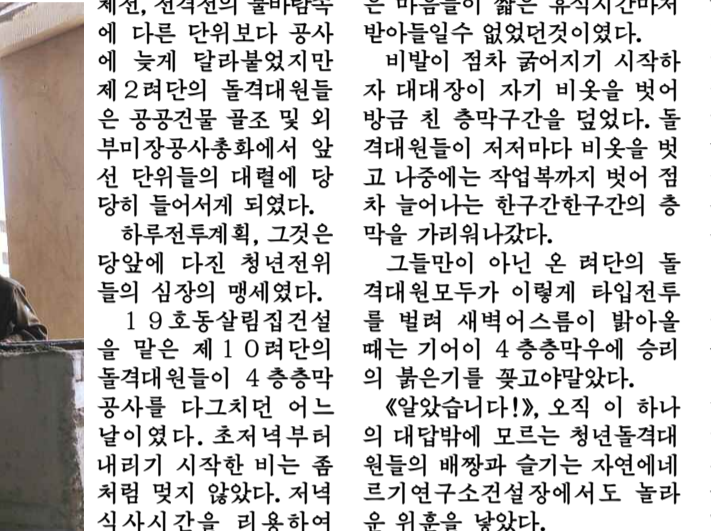 체전, 전격전의 불바람속
에 다른 단위보다 공사
에 늦게 달라붙었지만
제２려단의 돌격대원들
은 공공건물 골조 및 외
부미장공사총화에서 앞
선 단위들의 대렬에 당
당히 들어서게 되였다.
하루전투계획, 그것은
당앞에 다진 청년전위
들의 심장의 맹세였다.
１９호동살림집건설
을 맡은 제１０려단의
돌격대원들이 ４층층막
공사를 다그치던 어느
날이였다. 초저녁부터
내리기 시작한 비는 좀
처럼 멎지 않았다. 저녁
식사시간을 리용하여
은 마음들이 짧은 휴식시간마저
받아들일수 없었던것이였다.
비발이 점차 굵어지기 시작하
자 대대장이 자기 비옷을 벗어
방금 친 층막구간을 덮었다. 돌
격대원들이 저저마다 비옷을 벗
고 나중에는 작업복까지 벗어 점
차 늘어나는 한구간한구간의 층
막을 가리워나갔다.
그들만이 아닌 온 려단의 돌
격대원모두가 이렇게 타입전투
를 벌려 새벽어스름이 밝아올
때는 기어이 ４층층막우에 승리
의 붉은기를 꽂고야말았다.
《알았습니다!》, 오직 이 하나
의 대답밖에 모르는 청년돌격대
원들의 배짱과 슬기는 자연에네
르기연구소건설장에서도 놀라
운 위훈을 낳았다.